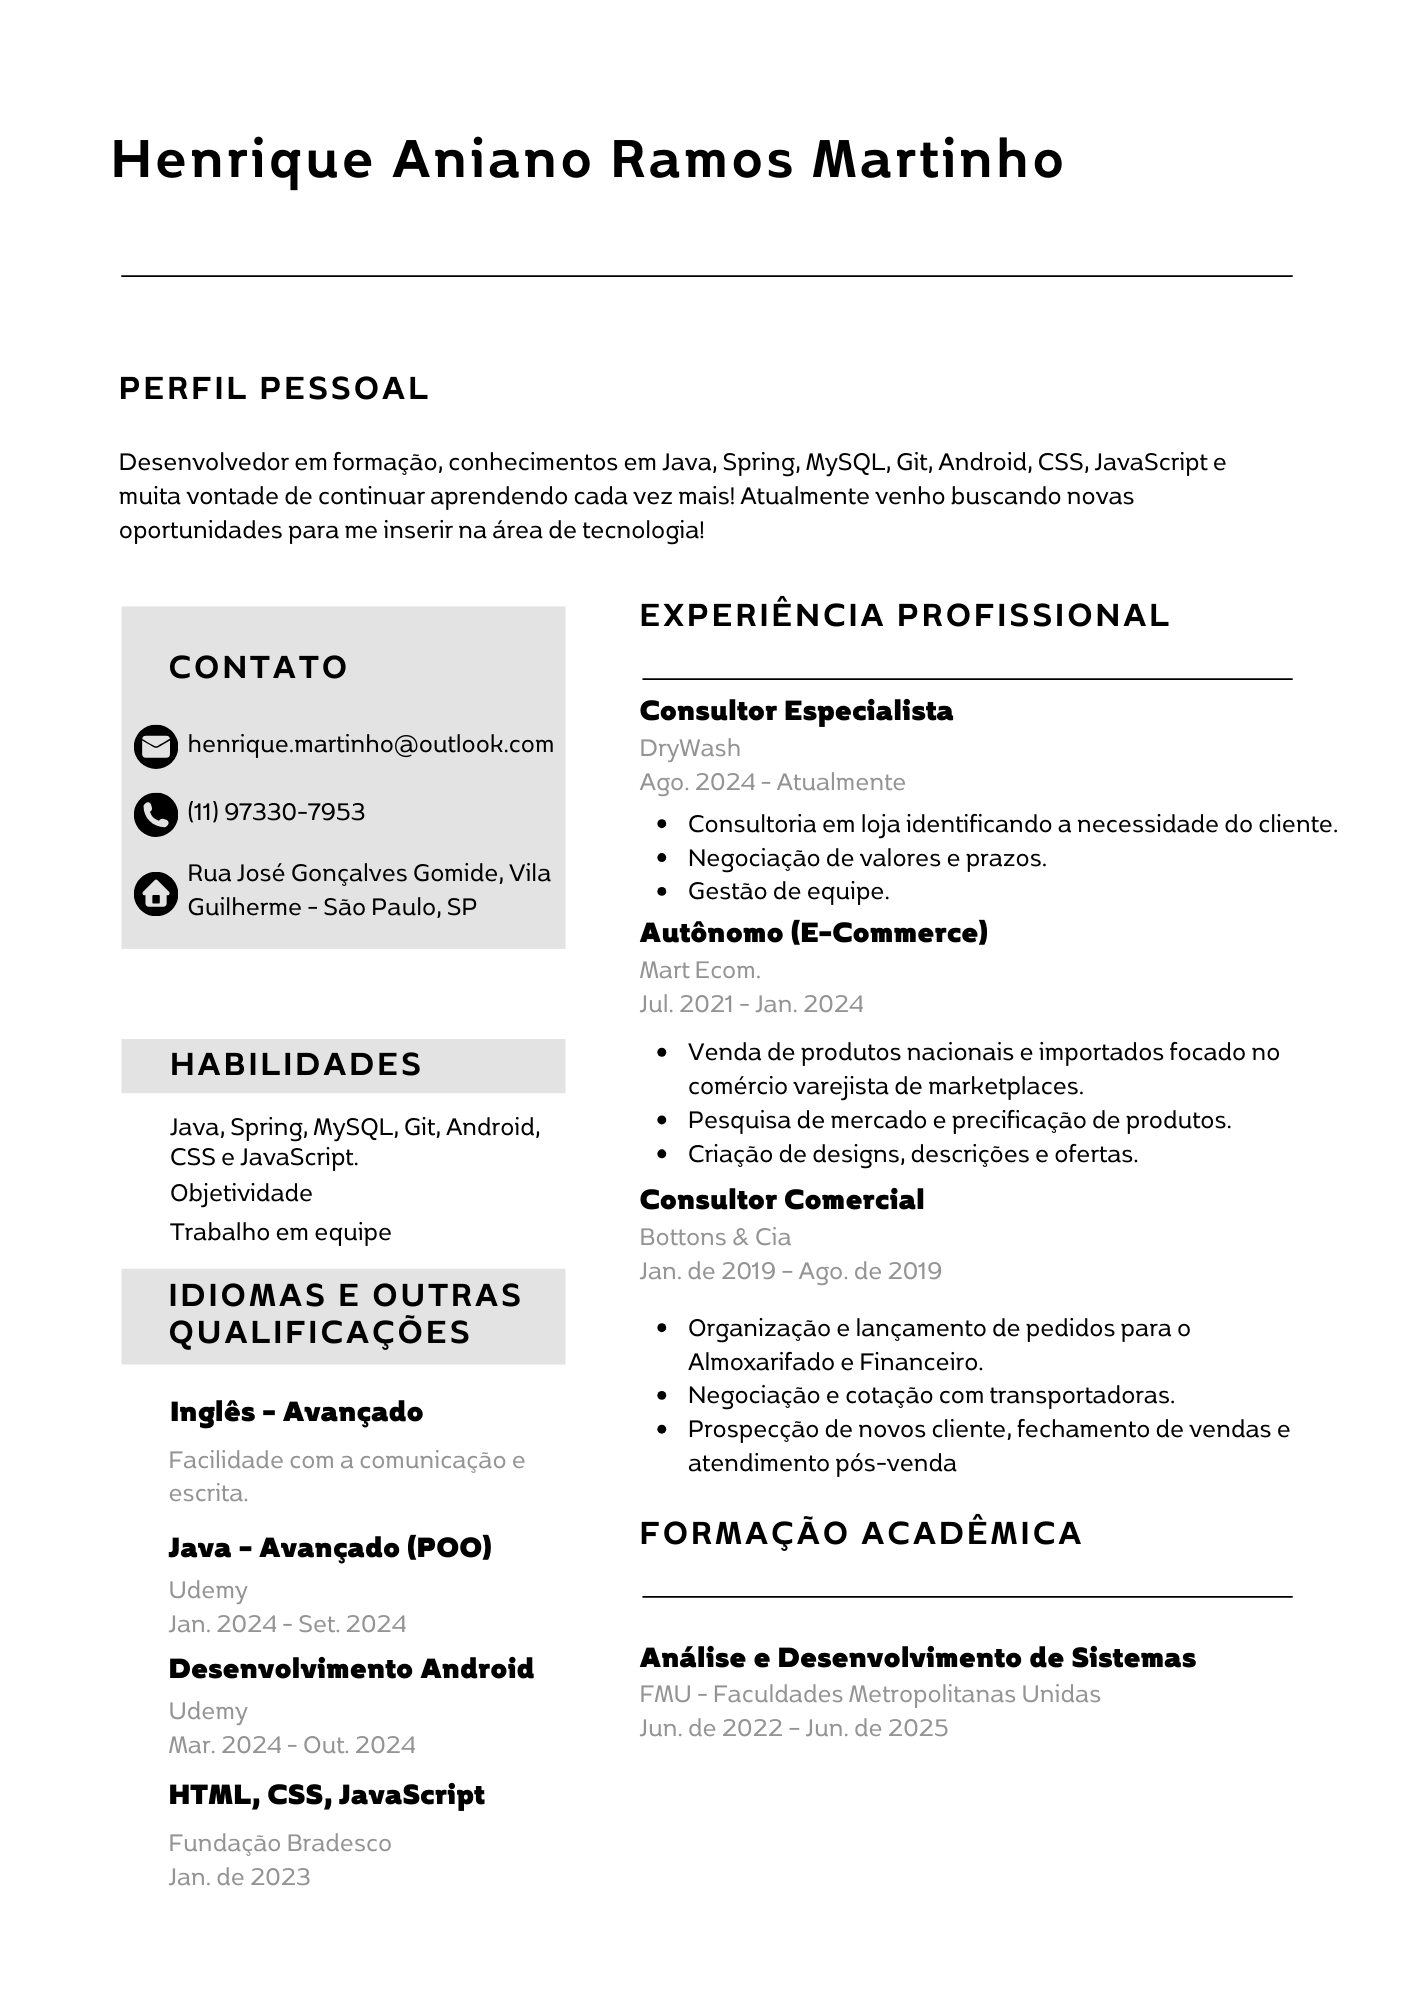 Henrique Aniano Ramos Martinho
PERFIL PESSOAL
Desenvolvedor em formação, conhecimentos em Java, Spring, MySQL, Git, Android, CSS, JavaScript e
muita vontade de continuar aprendendo cada vez mais! Atualmente venho buscando novas
oportunidades para me inserir na área de tecnologia!
CONTATO
henrique.martinho@outlook.com
(11) 97330-7953
Rua José Gonçalves Gomide, Vila
Guilherme - São Paulo, SP
HABILIDADES
Java, Spring, MySQL, Git, Android,
CSS e JavaScript.
Objetividade
Trabalho em equipe
IDIOMAS E OUTRAS
QUALIFICAÇÕES
Inglês - Avançado
Facilidade com a comunicação e
escrita.
Java - Avançado (POO)
Udemy
Jan. 2024 - Set. 2024
Desenvolvimento Android
Udemy
Mar. 2024 - Out. 2024
HTML, CSS, JavaScript
Fundação Bradesco
Jan. de 2023
EXPERIÊNCIA PROFISSIONAL
Consultor Especialista
DryWash
Ago. 2024 - Atualmente
• Consultoria em loja identificando a necessidade do cliente.
• Negociação de valores e prazos.
• Gestão de equipe.
Autônomo (E-Commerce)
Mart Ecom.
Jul. 2021 - Jan. 2024
• Venda de produtos nacionais e importados focado no
comércio varejista de marketplaces.
• Pesquisa de mercado e precificação de produtos.
• Criação de designs, descrições e ofertas.
Consultor Comercial
Bottons & Cia
Jan. de 2019 – Ago. de 2019
• Organização e lançamento de pedidos para o
Almoxarifado e Financeiro.
• Negociação e cotação com transportadoras.
• Prospecção de novos cliente, fechamento de vendas e
atendimento pós-venda
FORMAÇÃO ACADÊMICA
Análise e Desenvolvimento de Sistemas
FMU - Faculdades Metropolitanas Unidas
Jun. de 2022 – Jun. de 2025